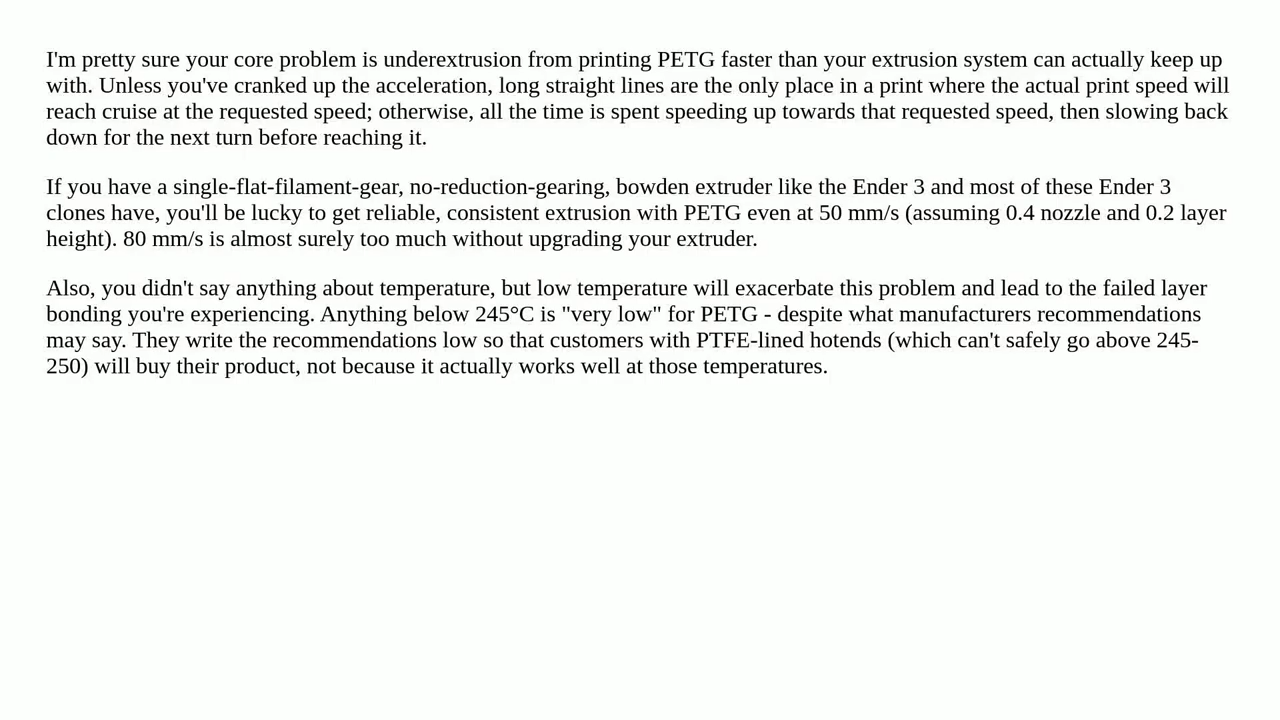 I'm pretty sure your core problem is underextrusion from printing PETG faster than your extrusion system can actually keep up
with. Unless you've cranked up the acceleration, long straight lines are the only place in a print where the actual print speed will
reach cruise at the requested speed; otherwise, all the time is spent speeding up towards that requested speed, then slowing back
down for the next turn before reaching it.
If you have a single-flat-filament-gear, no-reduction-gearing, bowden extruder like the Ender 3 and most of these Ender 3
clones have, you'll be lucky to get reliable, consistent extrusion with PETG even at 50 mm/s (assuming 0.4 nozzle and 0.2 layer
height). 80 mm/s is almost surely too much without upgrading your extruder.
Also, you didn't say anything about temperature, but low temperature will exacerbate this problem and lead to the failed layer
bonding you're experiencing. Anything below 245°C is "very low" for PETG - despite what manufacturers recommendations
may say. They write the recommendations low so that customers with PTFE-lined hotends (which can't safely go above 245-
250) will buy their product, not because it actually works well at those temperatures.